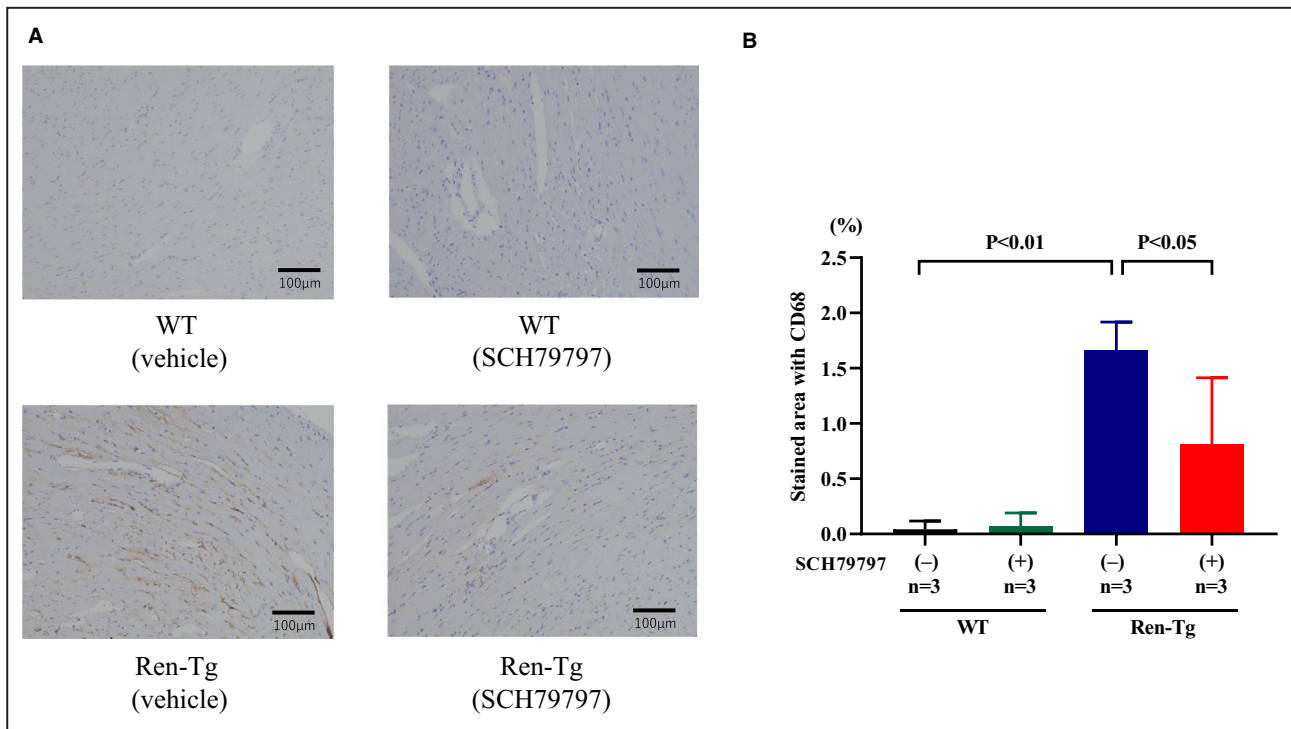 A
100μm
WT
(vehicle)
100μm
WT
(SCH79797)
100μm
Ren-Tg
(vehicle)
100μm
Ren-Tg
(SCH79797)
B
(%)
P<0.01
P<0.05
Stained area with CD68
2.5
2.0
1.5
1.0
0.5
0.0
SCH79797 (–) (+) (–) (+)
n=3 n=3 n=3 n=3
WT Ren-Tg